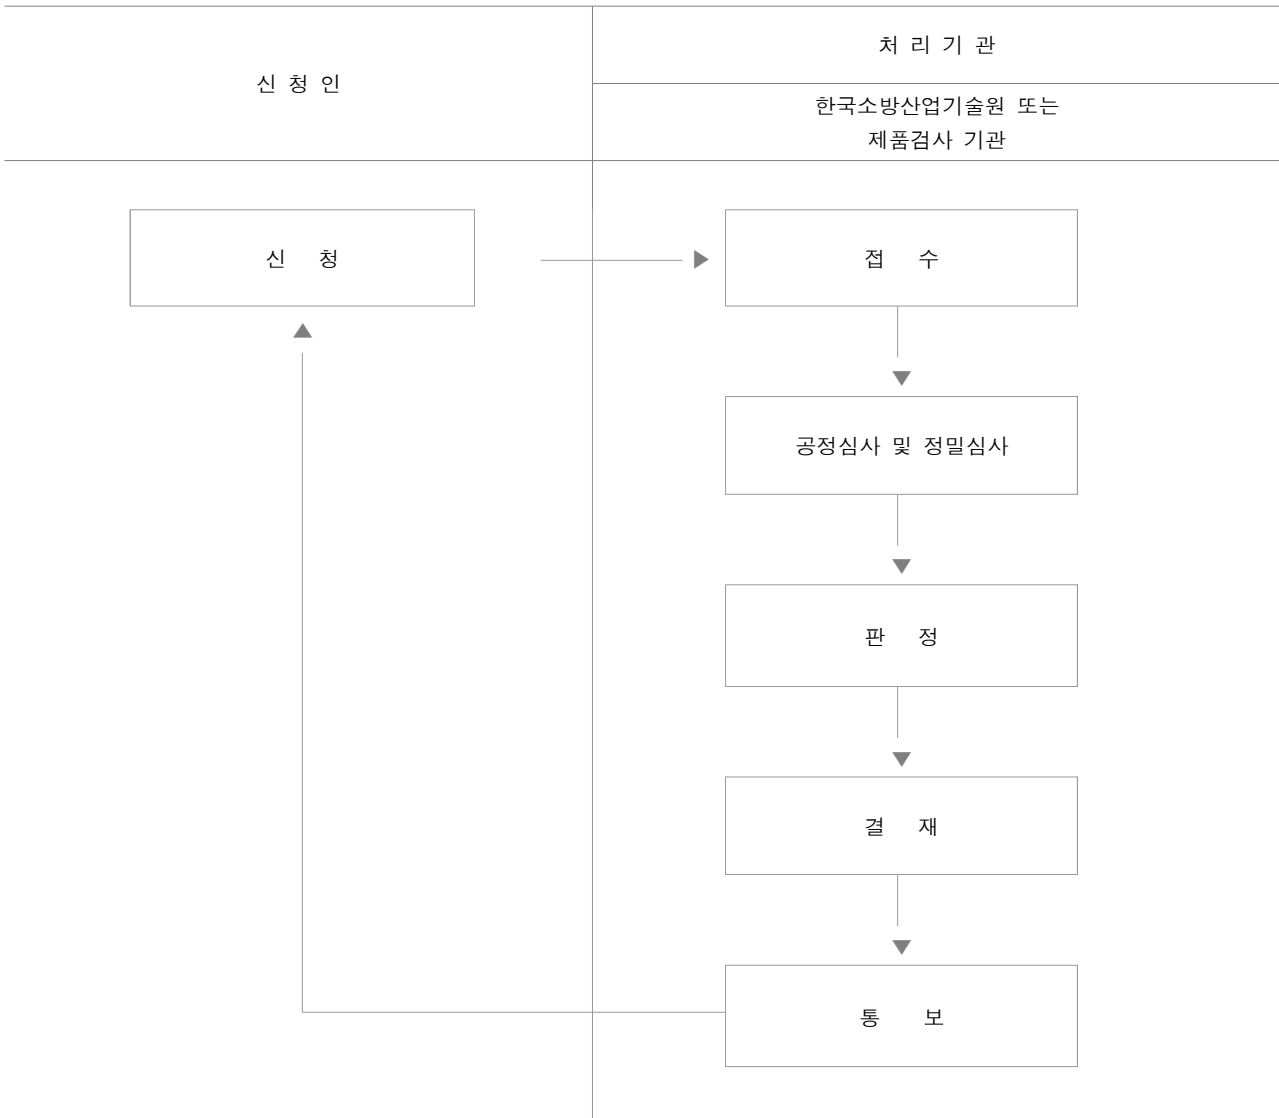 신 청 인
처 리 기 관
한국소방산업기술원 또는
제품검사 기관
신 청
접 수
공정심사 및 정밀심사
판 정
결 재
통 보